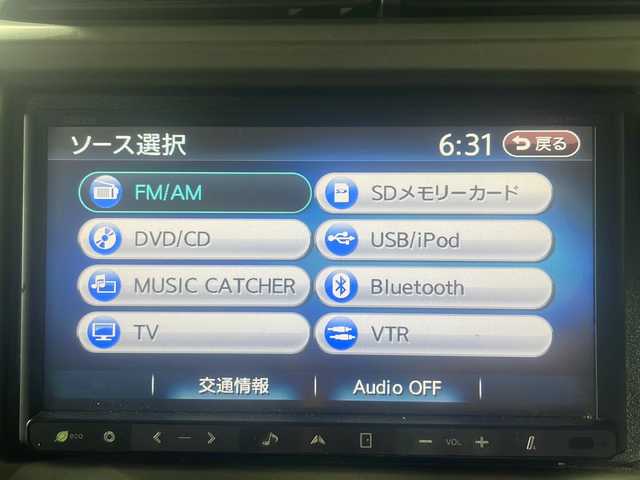 ソース選択 6:31 戻る
FM/AM SDメモリーカード
DVD/CD USB/iPod
MUSIC CATCHER Bluetooth
TV VTR
交通情報 Audio OFF
eco VOL